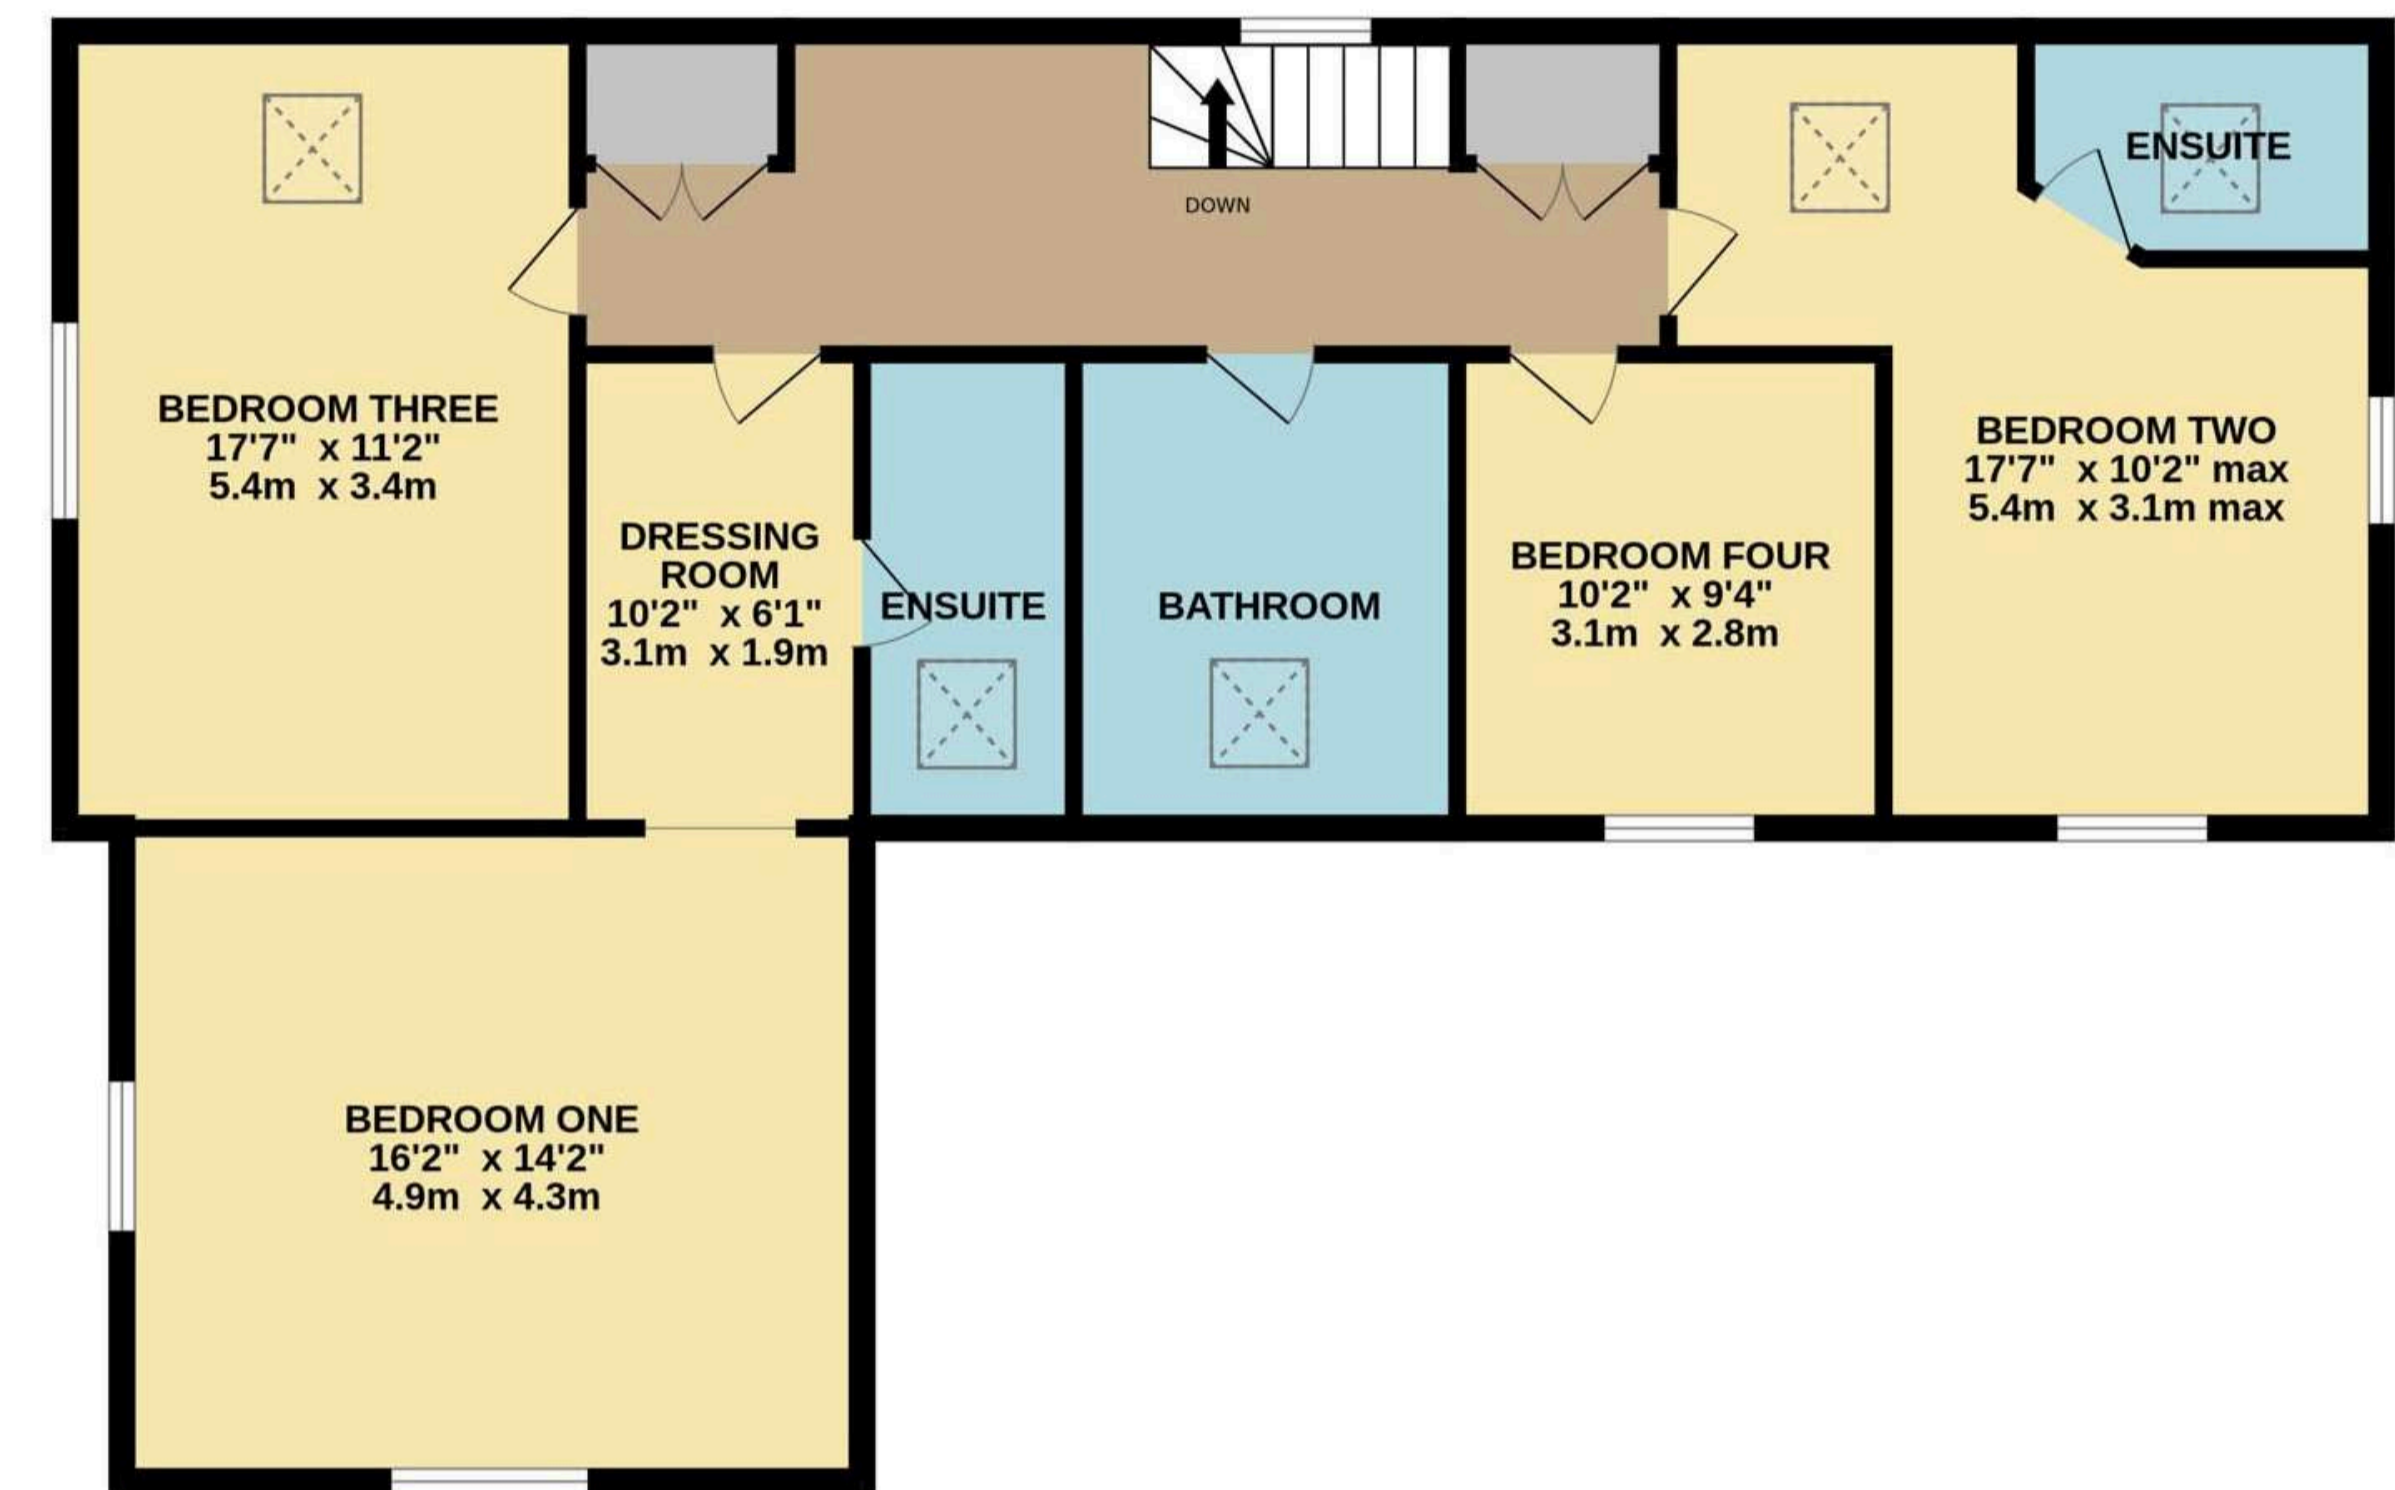 ENSUITE
DOWN
BEDROOM THREE
17'7"  x 11'2"
5.4m  x 3.4m
BEDROOM TWO
17'7"  x 10'2" max
5.4m  x 3.1m max
DRESSING
ROOM
10'2"  x 6'1"
3.1m  x 1.9m
ENSUITE
BATHROOM
BEDROOM FOUR
10'2"  x 9'4"
3.1m  x 2.8m
BEDROOM ONE
16'2"  x 14'2"
4.9m  x 4.3m